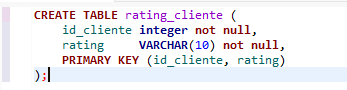 CREATE TABLE rating_cliente (
    id_cliente integer not null,
    rating     VARCHAR(10) not null,
    PRIMARY KEY (id_cliente, rating)
);